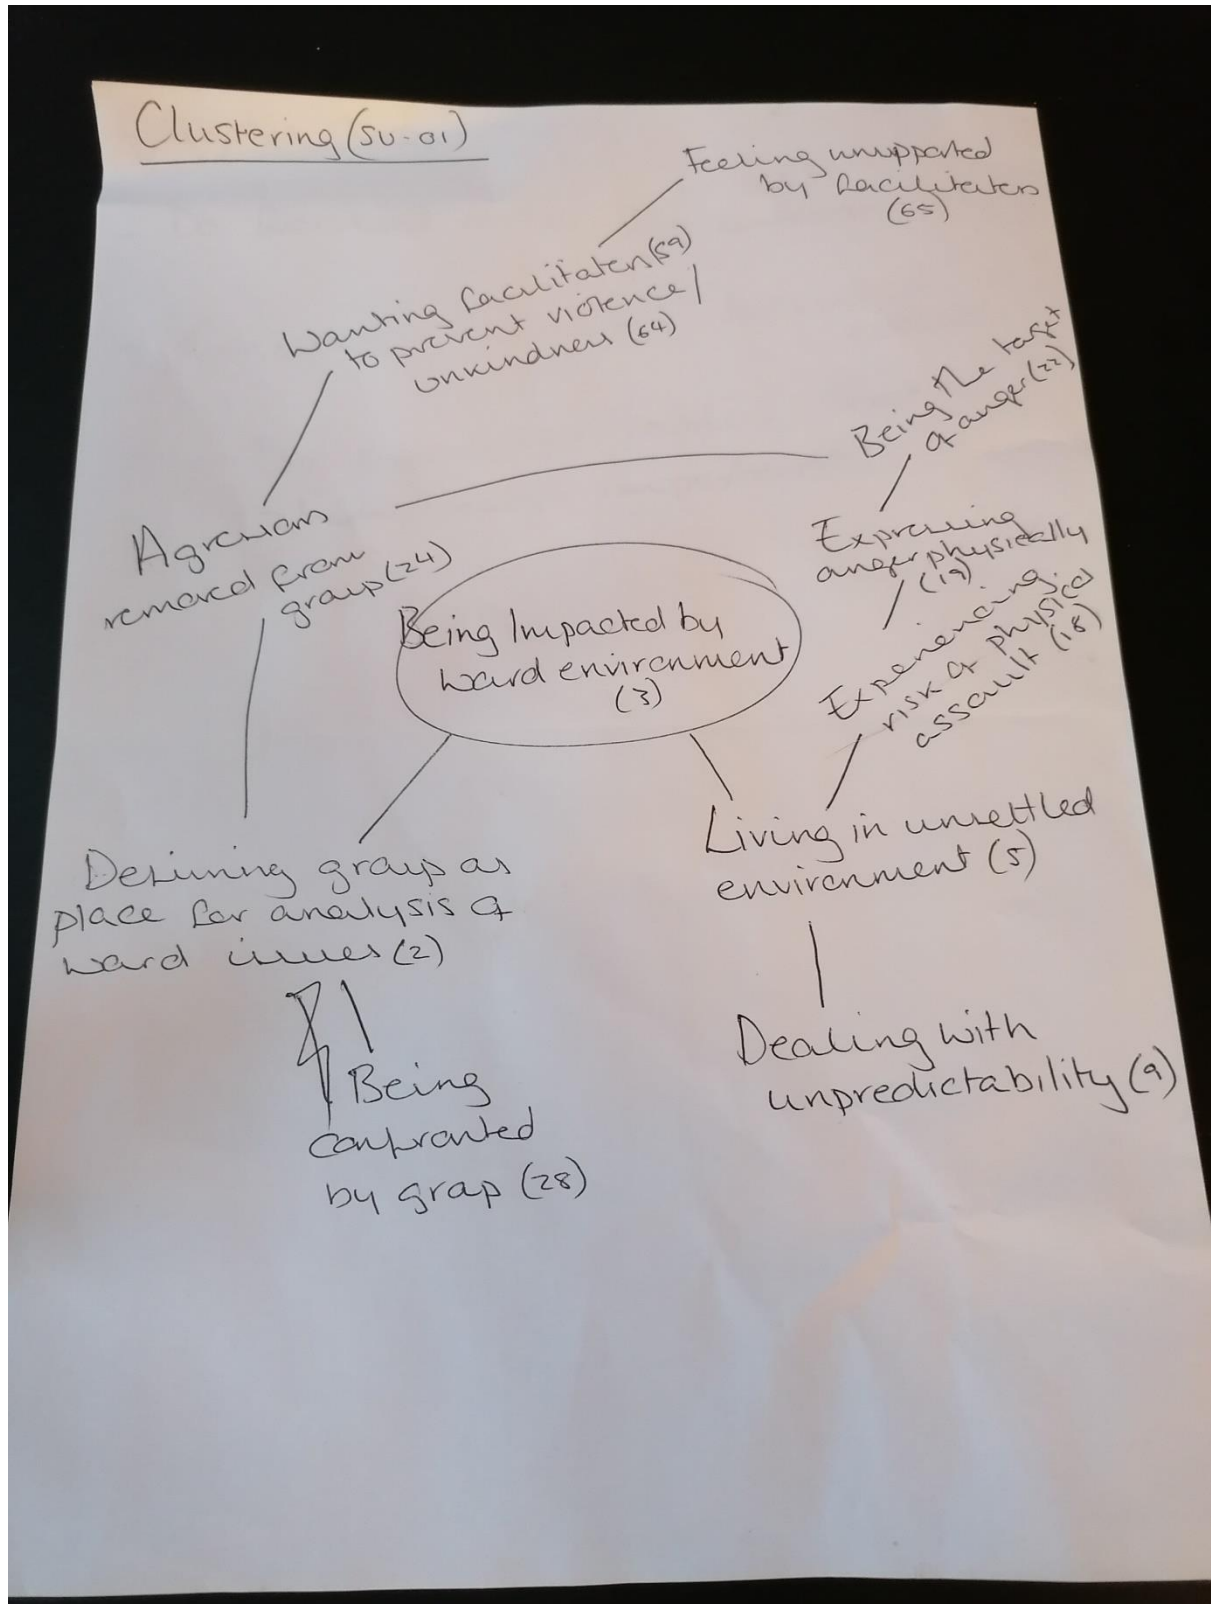 Clustering (SU-01)
Feeling unsupported
by facilitators
(65)
Wanting facilitators (59)
to prevent violence/
unkindness (64)
Being the target
of anger (22)
Agressors
removed from
group (24)
Expressing
anger physically
(19)
Experiencing
risk of physical
assault (18)
Being Impacted by
ward environment
(3)
Living in unsettled
environment (5)
Defining group as
place for analysis of
ward issues (2)
Dealing with
unpredictability (9)
Being
confronted
by group (28)